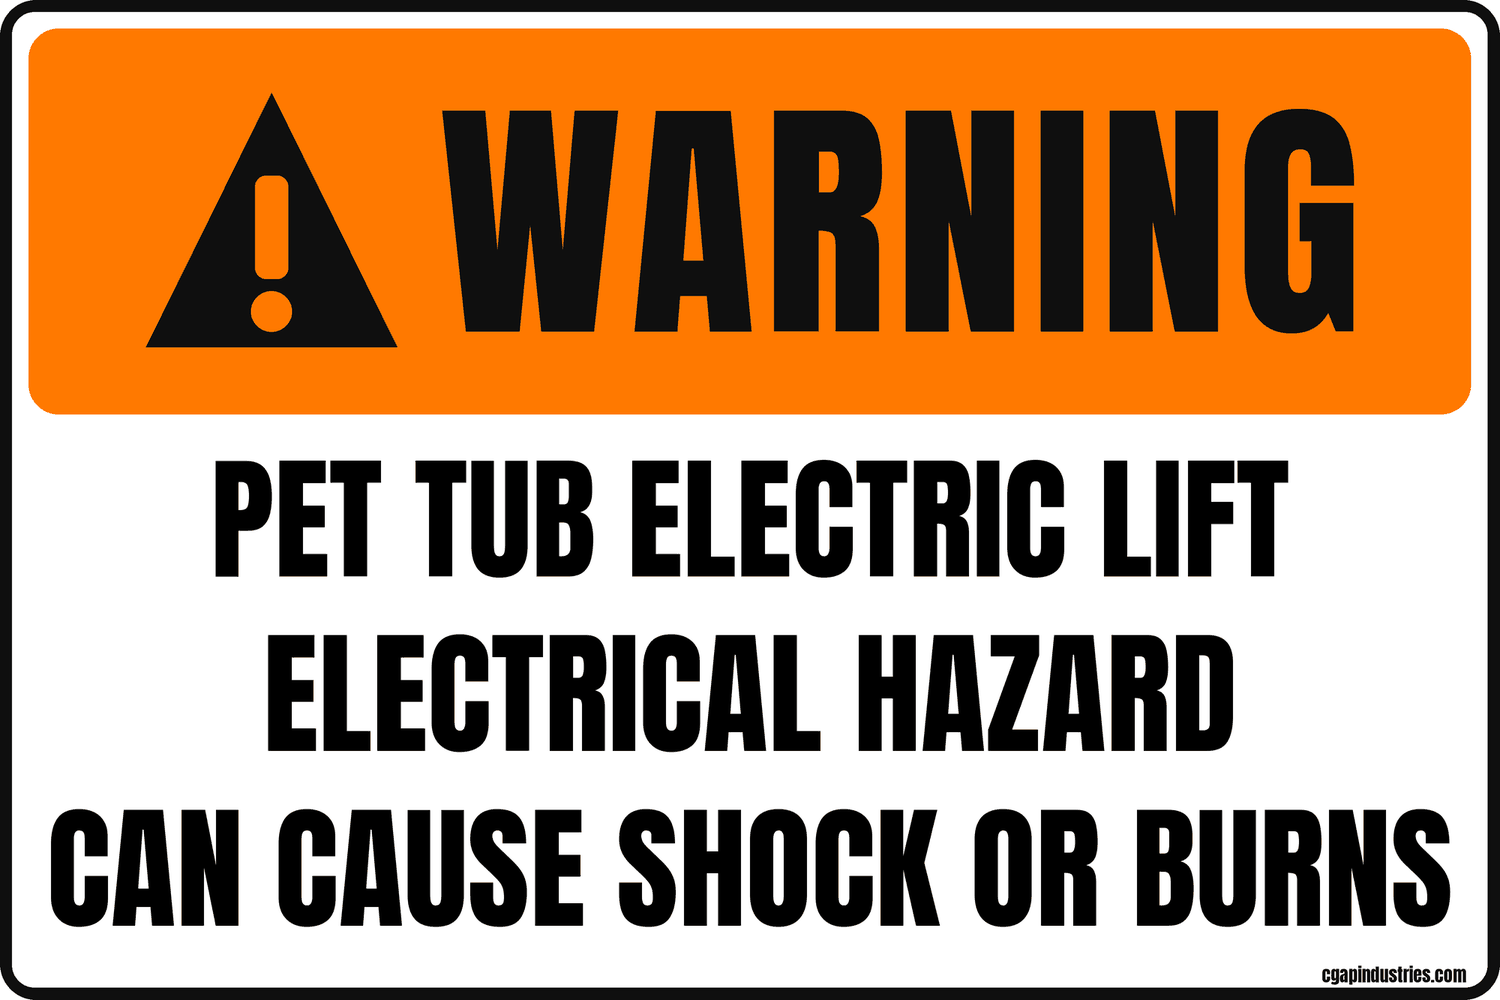 WARNING
PET TUB ELECTRIC LIFT
ELECTRICAL HAZARD
CAN CAUSE SHOCK OR BURNS
cgapindustries.com